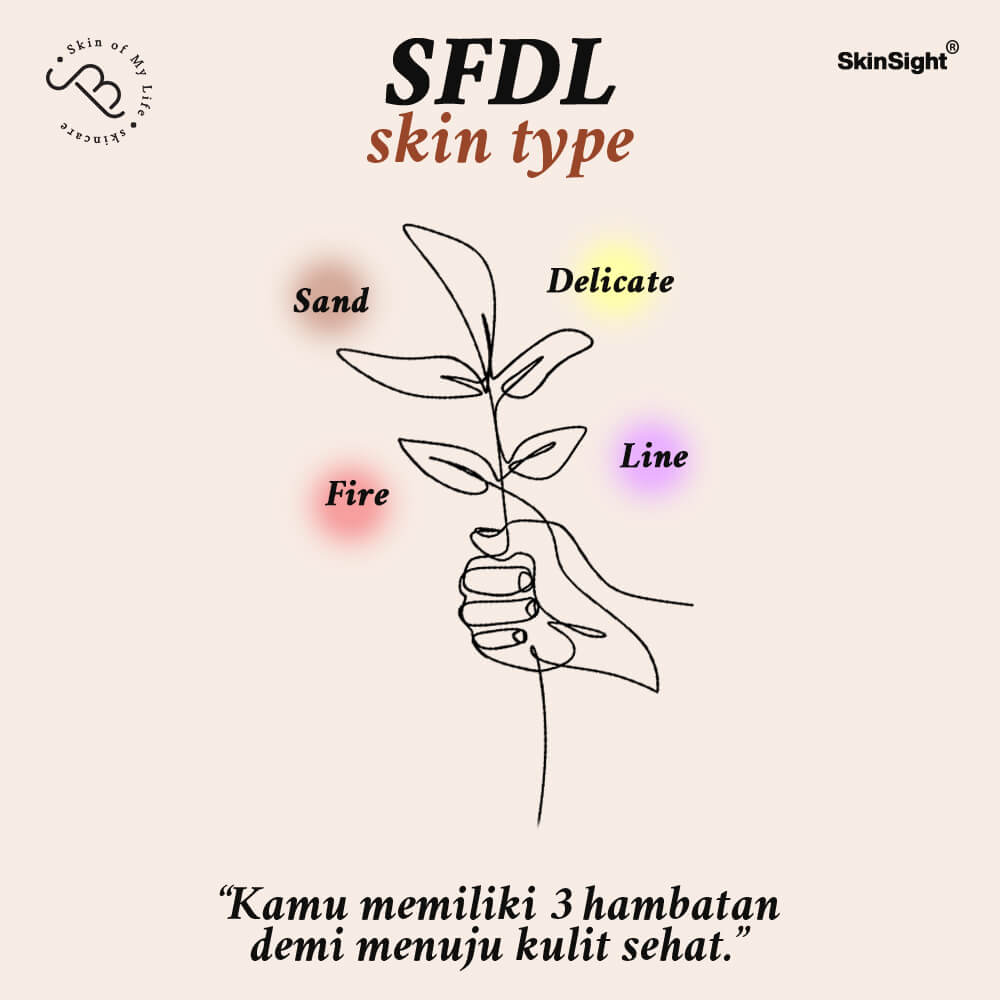 • Skin of My Life • skincare
SFDL
skin type
SkinSight®
Sand
Delicate
Fire
Line
“Kamu memiliki 3 hambatan
demi menuju kulit sehat.”